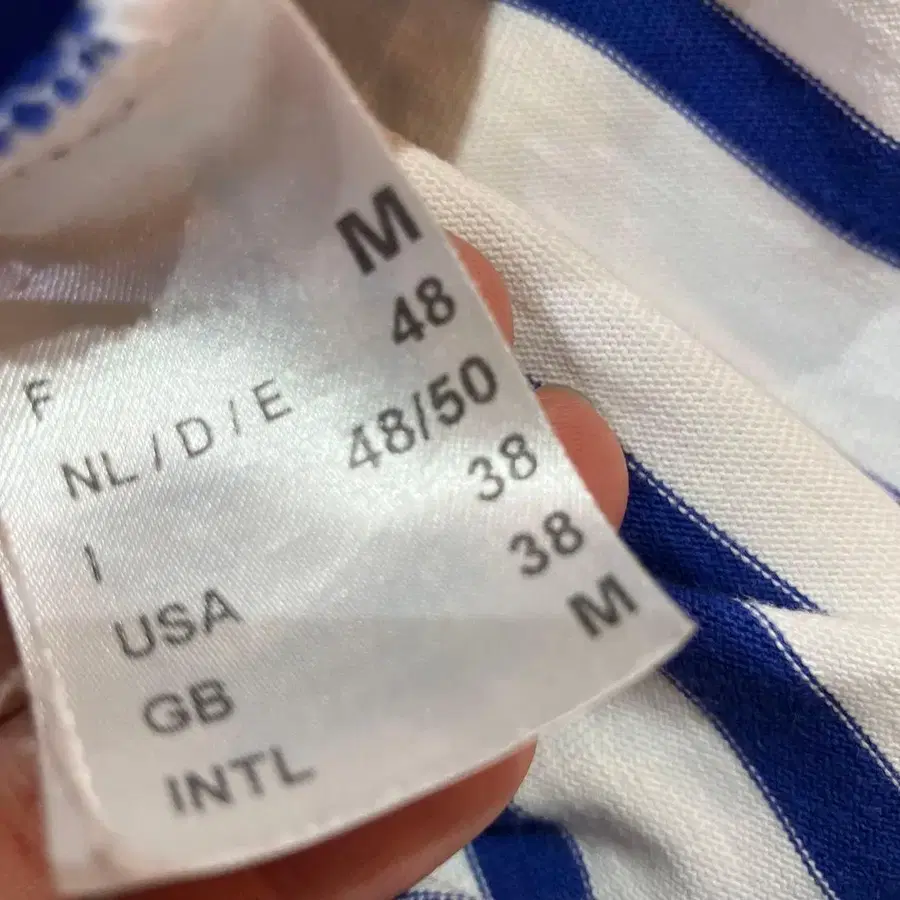 F M
NL/D/E 48
I 48/50
USA 38
GB 38
INTL M